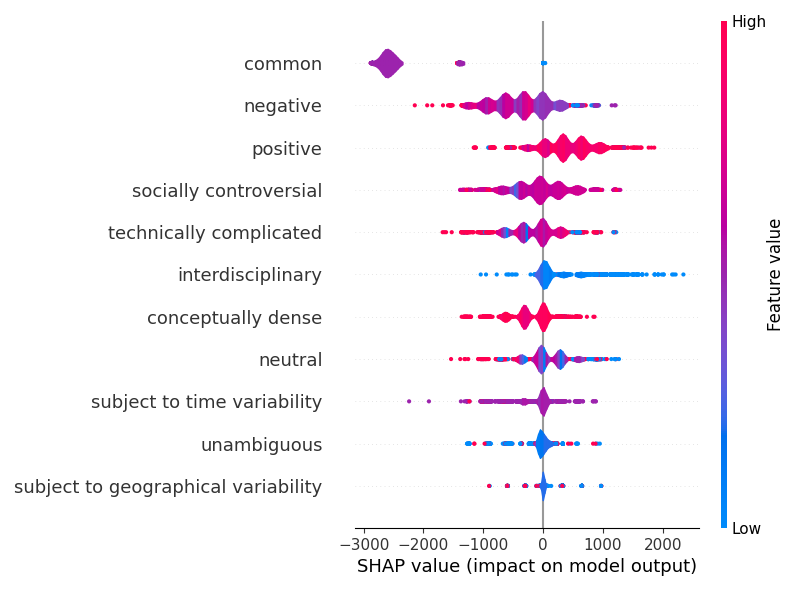 High
common
negative
positive
socially controversial
technically complicated
interdisciplinary
conceptually dense
neutral
subject to time variability
unambiguous
subject to geographical variability
Feature value
Low
−3000 −2000 −1000 0 1000 2000
SHAP value (impact on model output)